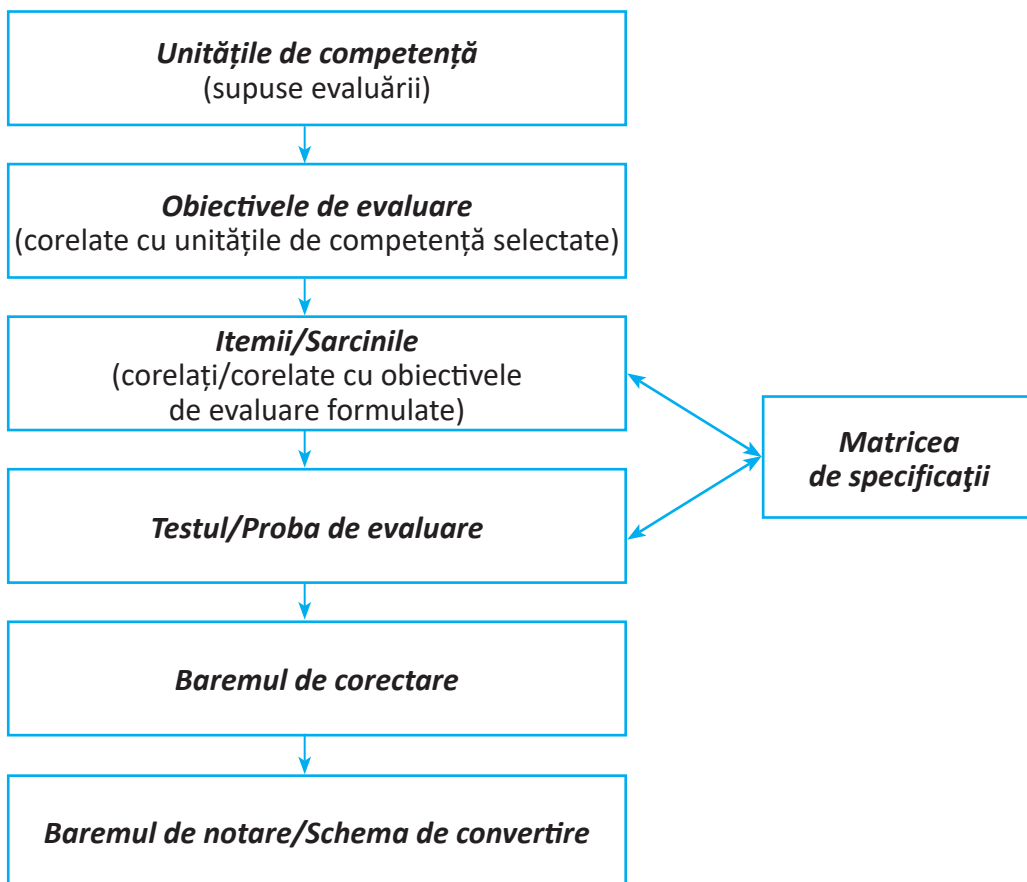 Unitățile de competență
(supuse evaluării)
Obiectivele de evaluare
(corelate cu unitățile de competență selectate)
Itemii/Sarcinile
(corelați/corelate cu obiectivele
de evaluare formulate)
Matricea
de specificaţii
Testul/Proba de evaluare
Baremul de corectare
Baremul de notare/Schema de convertire